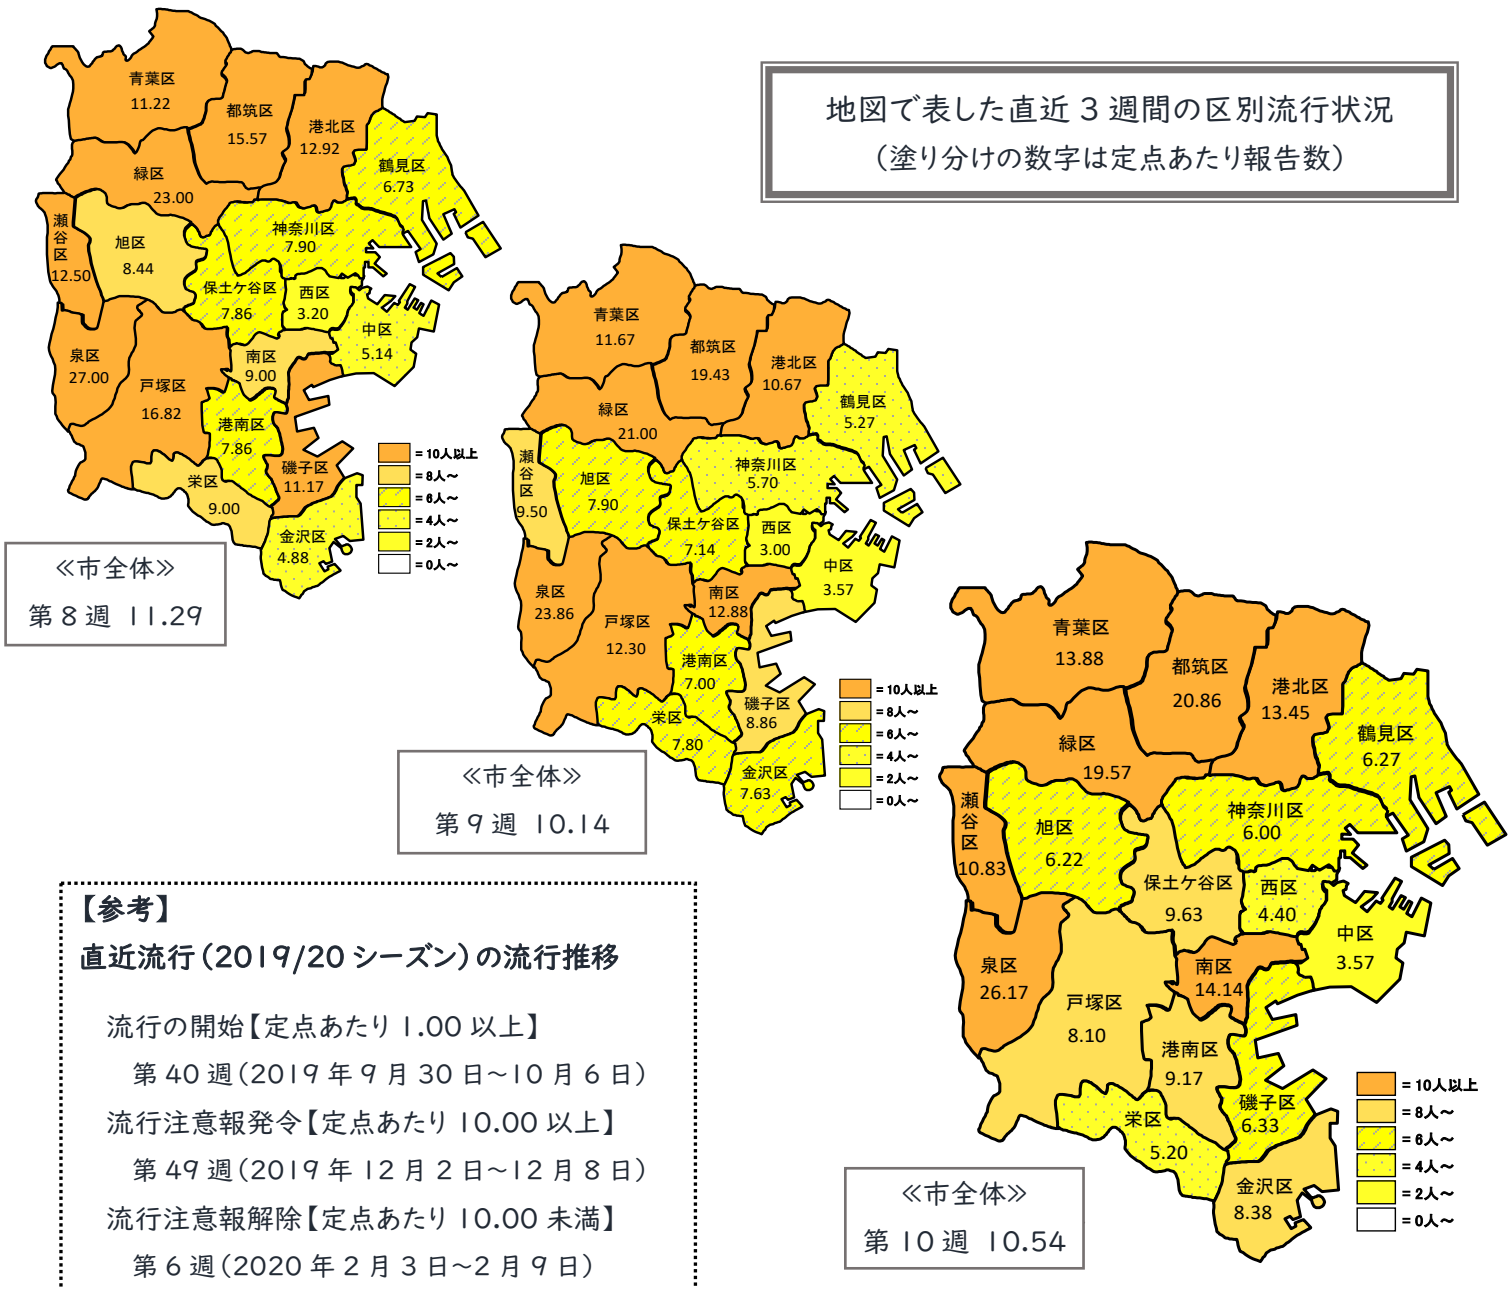 地図で表した直近3週間の区別流行状況
（塗り分けの数字は定点あたり報告数）
青葉区
11.22
都筑区
15.57
港北区
12.92
鶴見区
6.73
緑区
23.00
瀬谷区
12.50
旭区
8.44
神奈川区
7.90
保土ケ谷区
7.86
西区
3.20
中区
5.14
泉区
27.00
戸塚区
16.82
南区
9.00
港南区
7.86
磯子区
11.17
栄区
9.00
金沢区
4.88
= 10人以上
= 8人～
= 6人～
= 4人～
= 2人～
= 0人～
≪市全体≫
第8週 11.29
青葉区
11.67
都筑区
19.43
港北区
10.67
鶴見区
5.27
緑区
21.00
瀬谷区
9.50
旭区
7.90
神奈川区
5.70
保土ケ谷区
7.14
西区
3.00
中区
3.57
泉区
23.86
戸塚区
12.30
南区
12.88
港南区
7.00
磯子区
8.86
栄区
7.80
金沢区
7.63
= 10人以上
= 8人～
= 6人～
= 4人～
= 2人～
= 0人～
≪市全体≫
第9週 10.14
青葉区
13.88
都筑区
20.86
港北区
13.45
鶴見区
6.27
緑区
19.57
瀬谷区
10.83
旭区
6.22
神奈川区
6.00
保土ケ谷区
9.63
西区
4.40
中区
3.57
泉区
26.17
戸塚区
8.10
南区
14.14
港南区
9.17
磯子区
6.33
栄区
5.20
金沢区
8.38
= 10人以上
= 8人～
= 6人～
= 4人～
= 2人～
= 0人～
≪市全体≫
第10週 10.54
【参考】
直近流行（2019/20シーズン）の流行推移
流行の開始【定点あたり1.00以上】
第40週（2019年9月30日～10月6日）
流行注意報発令【定点あたり10.00以上】
第49週（2019年12月2日～12月8日）
流行注意報解除【定点あたり10.00未満】
第6週（2020年2月3日～2月9日）